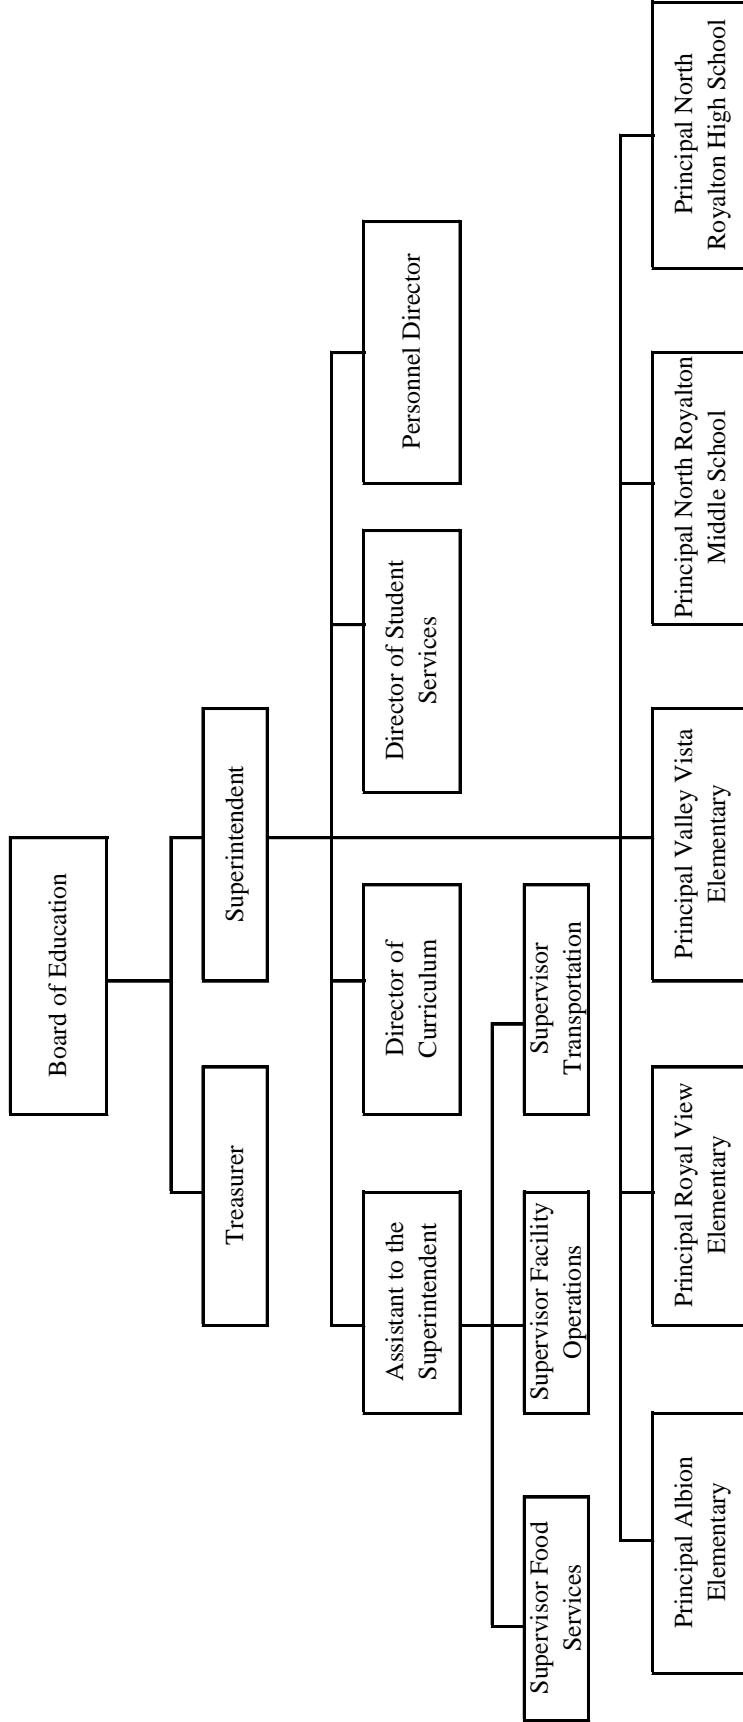 Board of Education
Treasurer
Superintendent
Assistant to the
Superintendent
Director of
Curriculum
Director of Student
Services
Personnel Director
Supervisor Food
Services
Supervisor Facility
Operations
Supervisor
Transportation
Principal Albion
Elementary
Principal Royal View
Elementary
Principal Valley Vista
Elementary
Principal North Royalton
Middle School
Principal North
Royalton High School